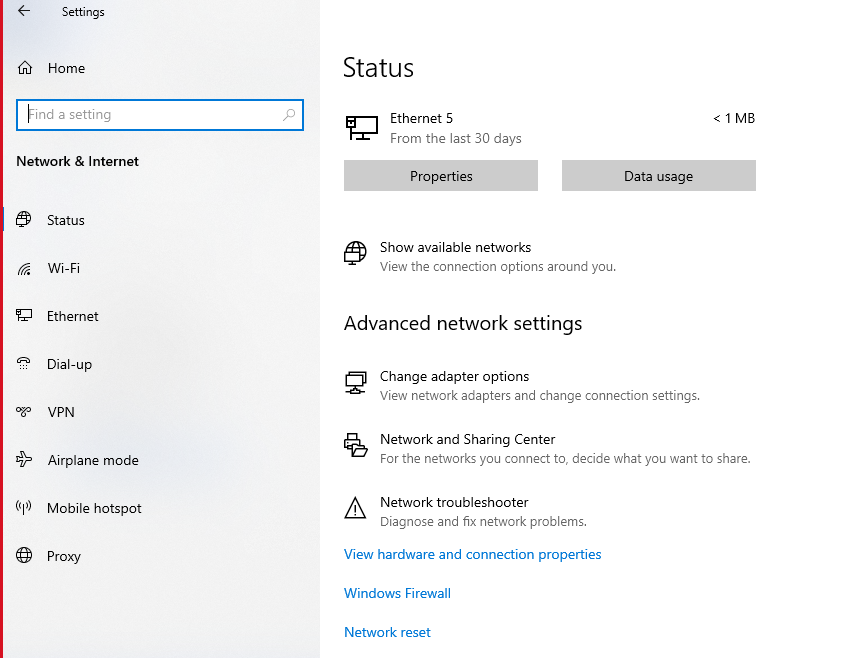 Settings
Home
Find a setting
Network & Internet
Status
Wi-Fi
Ethernet
Dial-up
VPN
Airplane mode
Mobile hotspot
Proxy
Status
Ethernet 5
From the last 30 days
< 1 MB
Properties
Data usage
Show available networks
View the connection options around you.
Advanced network settings
Change adapter options
View network adapters and change connection settings.
Network and Sharing Center
For the networks you connect to, decide what you want to share.
Network troubleshooter
Diagnose and fix network problems.
View hardware and connection properties
Windows Firewall
Network reset